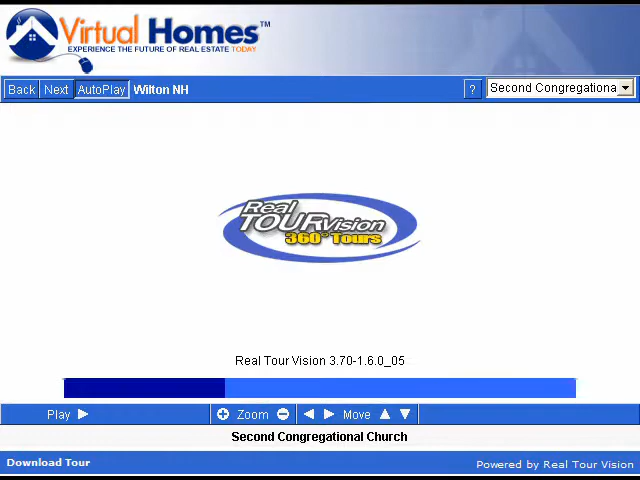 Virtual Homes™
EXPERIENCE THE FUTURE OF REAL ESTATE TODAY
Back Next AutoPlay Wilton NH ? Second Congregationa
Real
TOURVision
360° Tours
Real Tour Vision 3.70-1.6.0_05
Play Zoom Move
Second Congregational Church
Download Tour Powered by Real Tour Vision